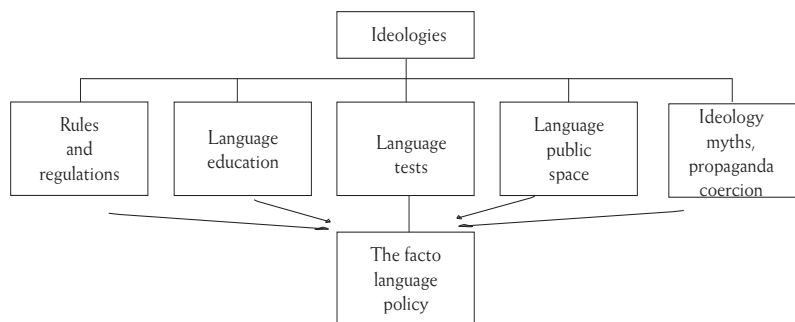 Ideologies
Rules
and
regulations
Language
education
Language
tests
Language
public
space
Ideology
myths,
propaganda
coercion
The facto
language
policy